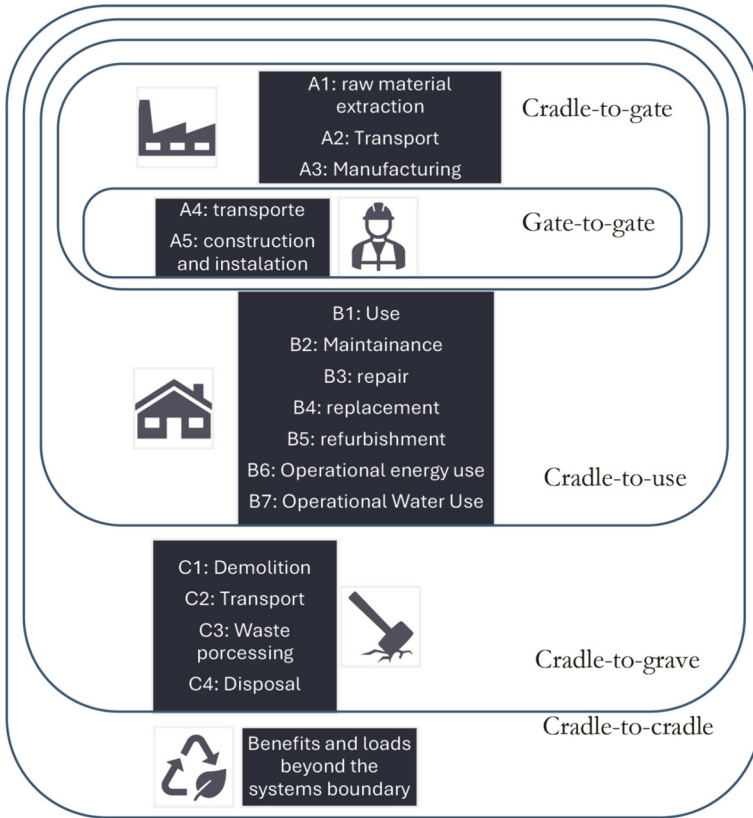 A1: raw material
extraction
A2: Transport
A3: Manufacturing
Cradle-to-gate
A4: transporte
A5: construction
and instalation
Gate-to-gate
B1: Use
B2: Maintainance
B3: repair
B4: replacement
B5: refurbishment
B6: Operational energy use
B7: Operational Water Use
Cradle-to-use
C1: Demolition
C2: Transport
C3: Waste
porcessing
C4: Disposal
Cradle-to-grave
Cradle-to-cradle
Benefits and loads
beyond the
systems boundary